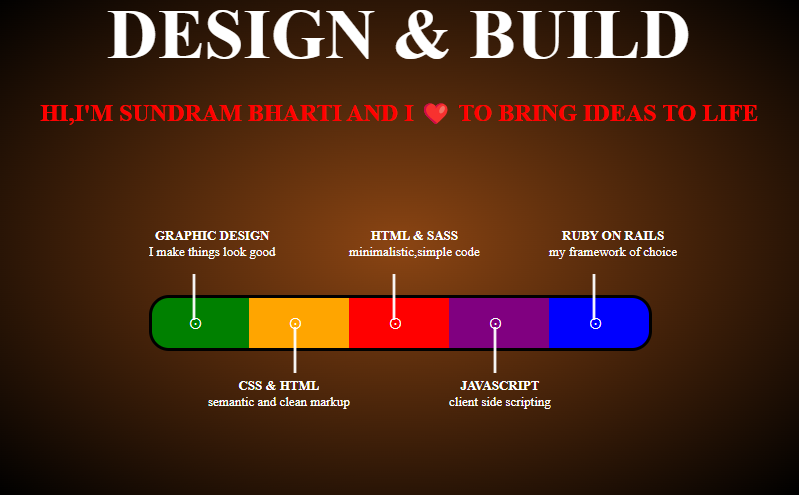 DESIGN & BUILD
HI,I'M SUNDRAM BHARTI AND I ❤️ TO BRING IDEAS TO LIFE
GRAPHIC DESIGN
I make things look good
HTML & SASS
minimalistic,simple code
RUBY ON RAILS
my framework of choice
CSS & HTML
semantic and clean markup
JAVASCRIPT
client side scripting